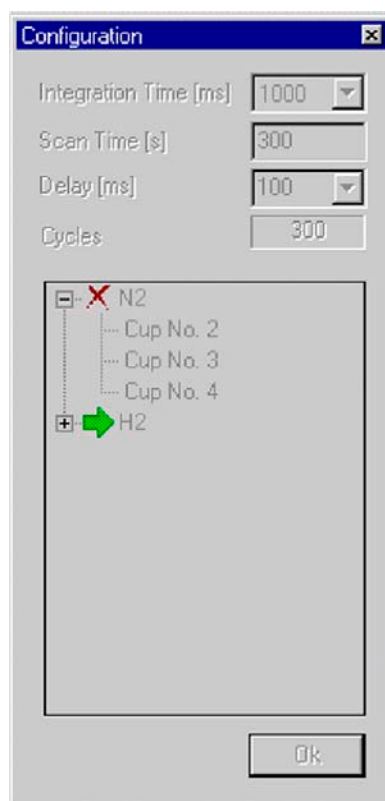 Configuration
Integration Time [ms] 1000
Scan Time [s] 300
Delay [ms] 100
Cycles 300
N2
Cup No. 2
Cup No. 3
Cup No. 4
H2
Ok